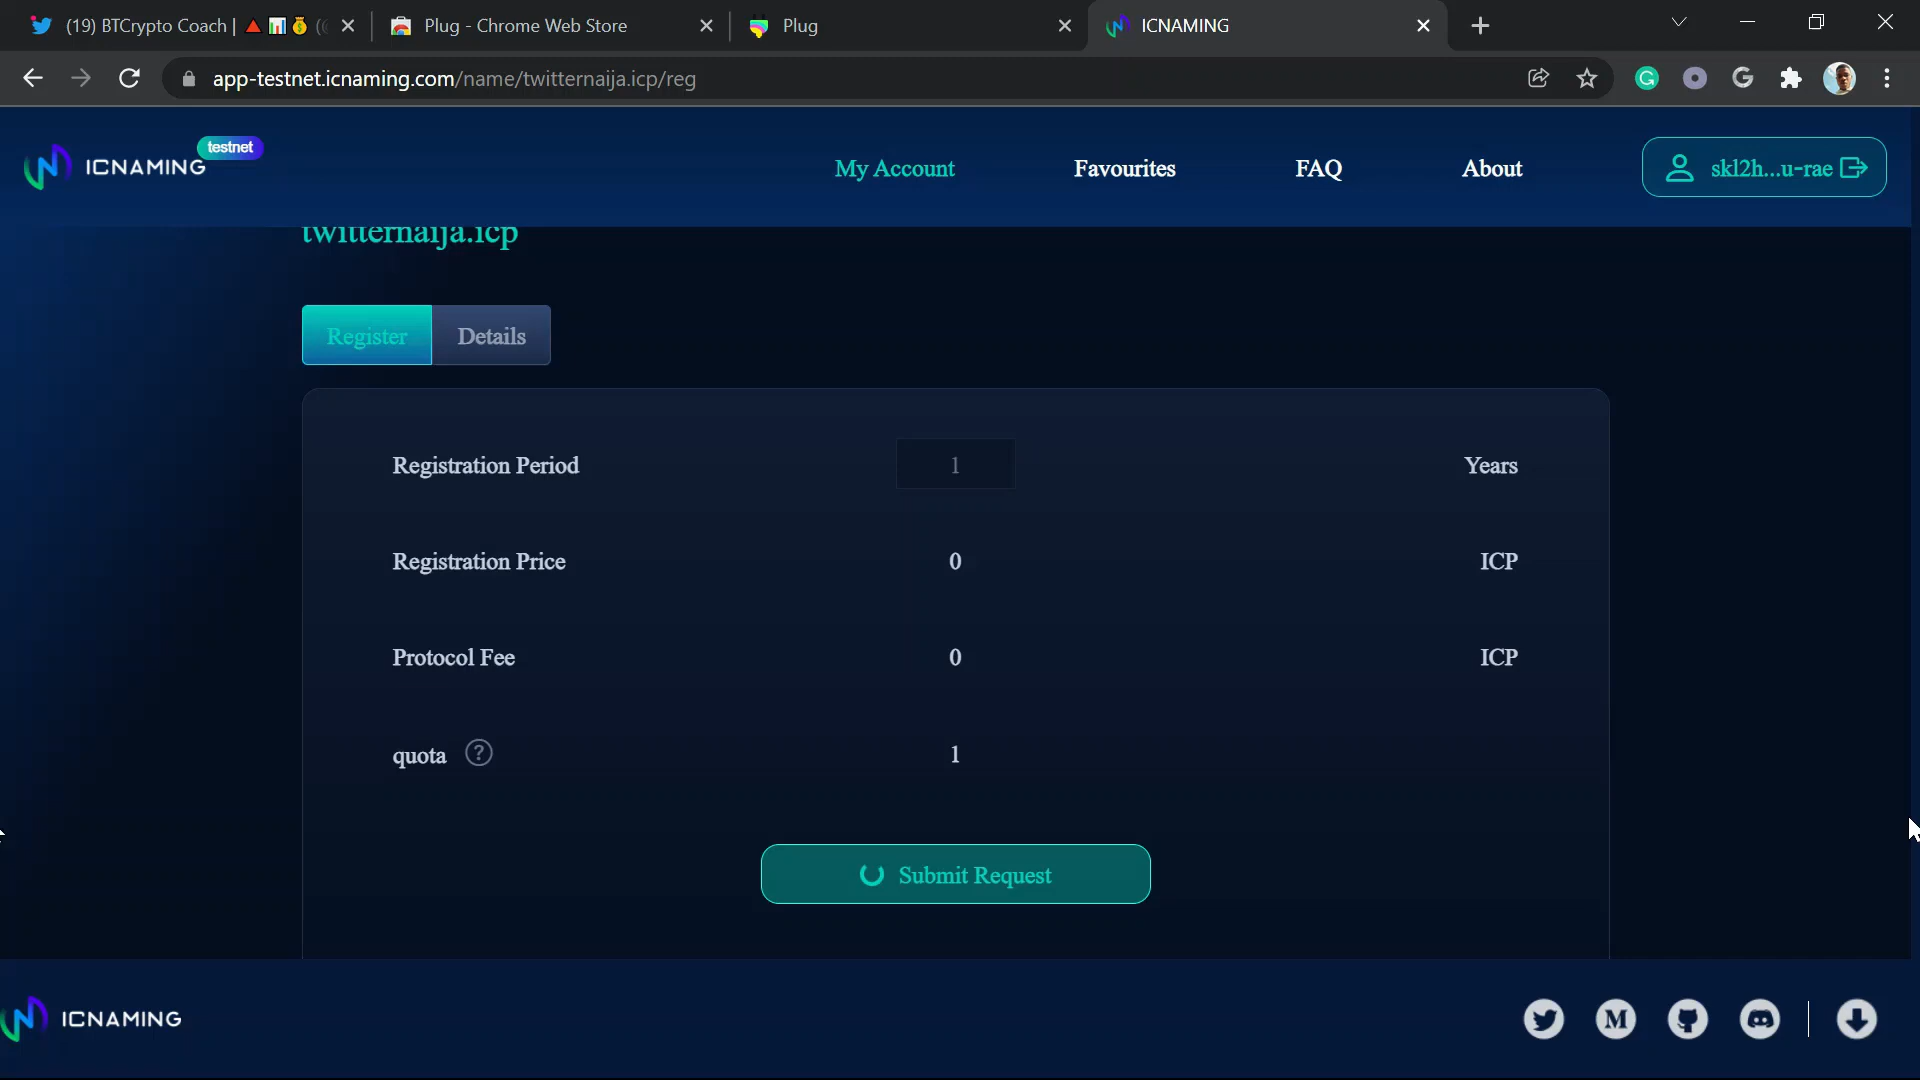 (19) BTCrypto Coach |
Plug - Chrome Web Store
Plug
ICNAMING
app-testnet.icnaming.com/name/twitternaija.icp/reg
ICNAMING
testnet
My Account
Favourites
FAQ
About
skl2h...u-rae
twitternaija.icp
Register
Details
Registration Period
1
Years
Registration Price
0
ICP
Protocol Fee
0
ICP
quota
?
1
Submit Request
ICNAMING